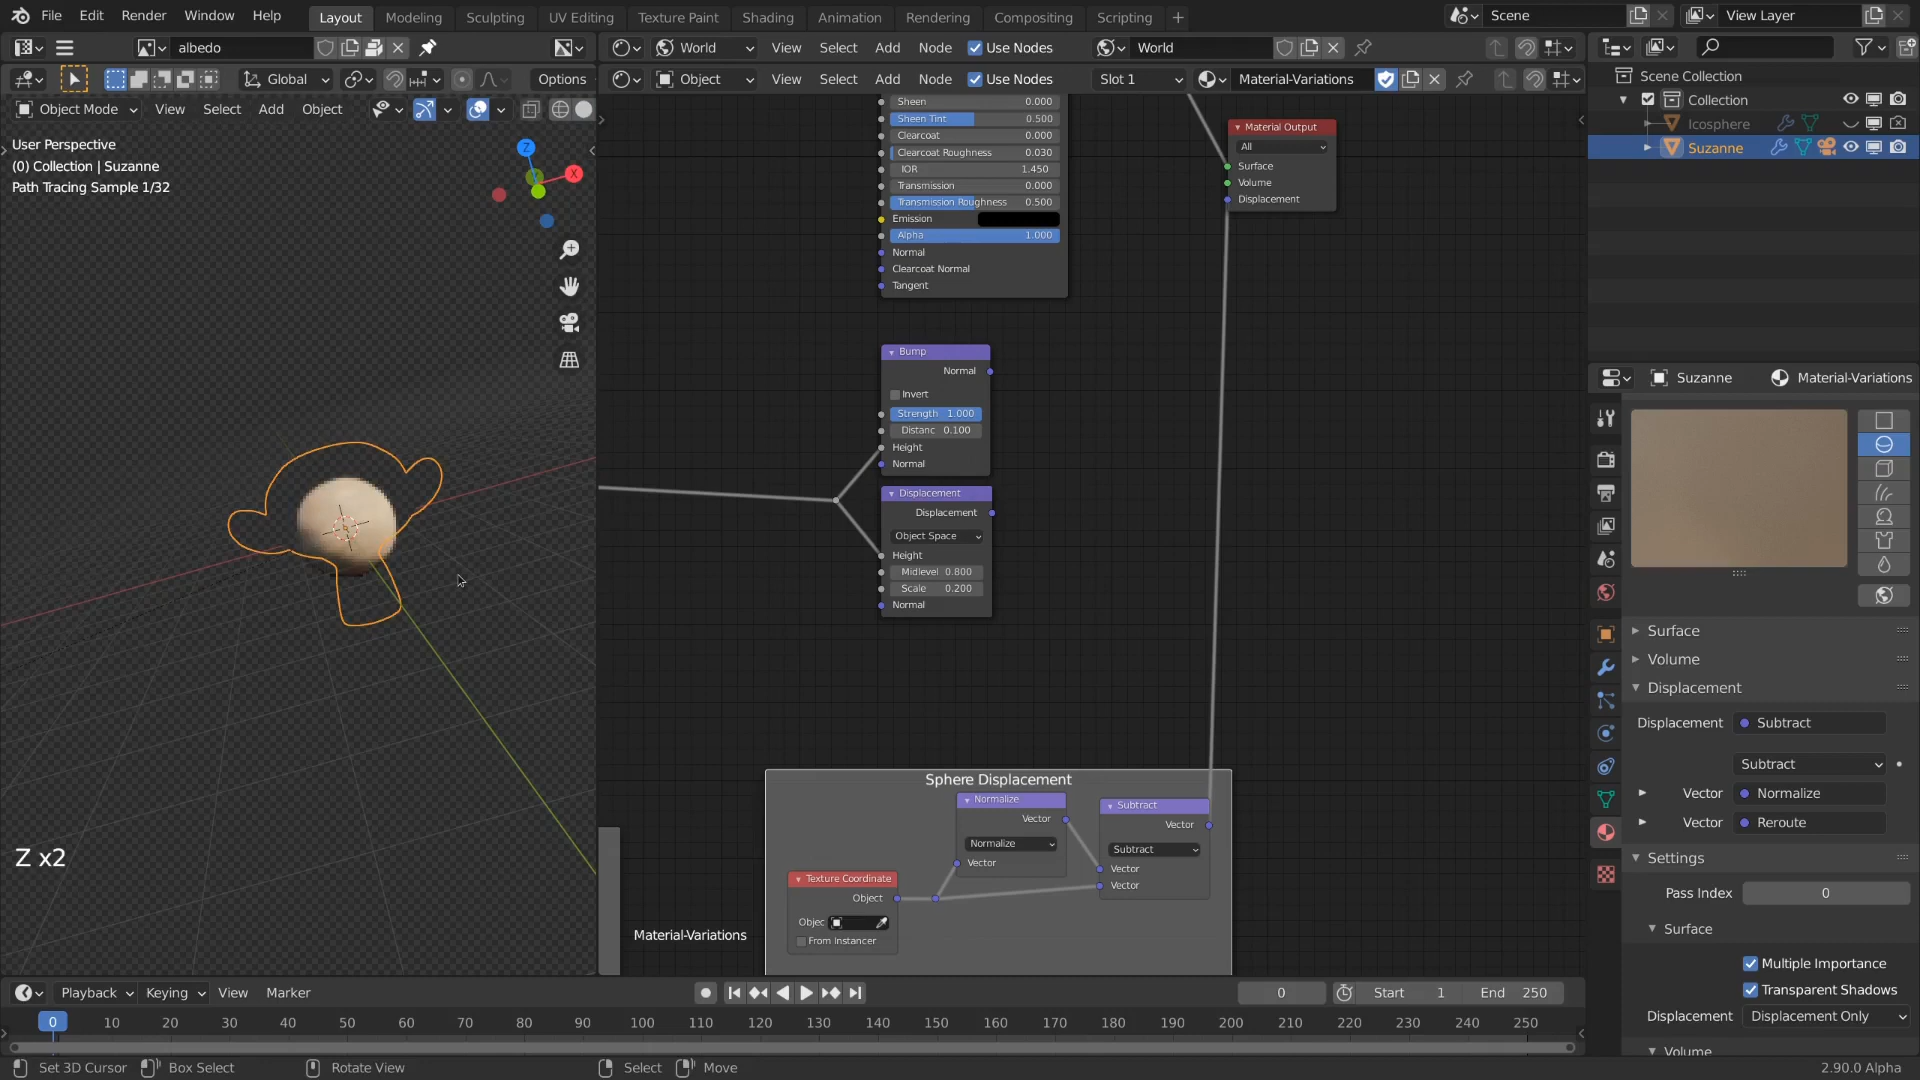 File Edit Render Window Help Layout Modeling Sculpting UV Editing Texture Paint Shading Animation Rendering Compositing Scripting + Scene View Layer
albedo World View Select Add Node Use Nodes World
Global Options Object View Select Add Node Use Nodes Slot 1 Material-Variations
Scene Collection
Collection
Icosphere
Suzanne
Object Mode View Select Add Object
User Perspective
(0) Collection | Suzanne
Path Tracing Sample 1/32
Z
X
Sheen 0.000
Sheen Tint 0.500
Clearcoat 0.000
Clearcoat Roughness 0.030
IOR 1.450
Transmission 0.000
Transmission Roughness 0.500
Emission
Alpha 1.000
Normal
Clearcoat Normal
Tangent
Material Output
All
Surface
Volume
Displacement
Bump
Normal
Invert
Strength 1.000
Distanc 0.100
Height
Normal
Displacement
Displacement
Object Space
Height
Midlevel 0.800
Scale 0.200
Normal
Sphere Displacement
Normalize
Vector
Normalize
Vector
Subtract
Vector
Subtract
Vector
Vector
Texture Coordinate
Object
Objec
From Instancer
Material-Variations
Z x2
Suzanne Material-Variations
Surface
Volume
Displacement
Displacement Subtract
Subtract
Vector Normalize
Vector Reroute
Settings
Pass Index 0
Surface
Multiple Importance
Transparent Shadows
Displacement Displacement Only
Volume
Playback Keying View Marker 0 Start 1 End 250
0 10 20 30 40 50 60 70 80 90 100 110 120 130 140 150 160 170 180 190 200 210 220 230 240 250
Set 3D Cursor Box Select Rotate View Select Move 2.90.0 Alpha